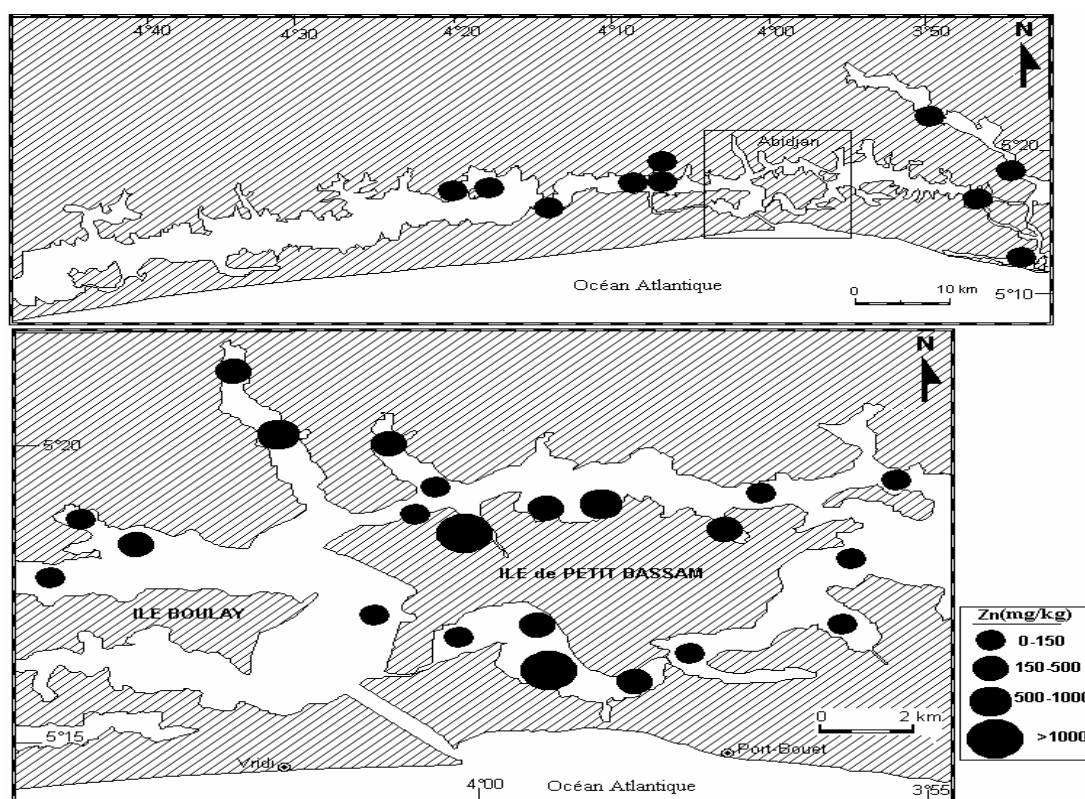 4°40
4°30
4°20
4°10
4°00
3°50
N
Abidjan
5°20
Océan Atlantique
0 10 km
5°10
N
5°20
ILE de PETIT BASSAM
ILE BOULAY
Zn(mg/kg)
0-150
150-500
500-1000
>1000
0 2 km
5°15
Vridi
Port-Bouet
4°00
Océan Atlantique
3°55